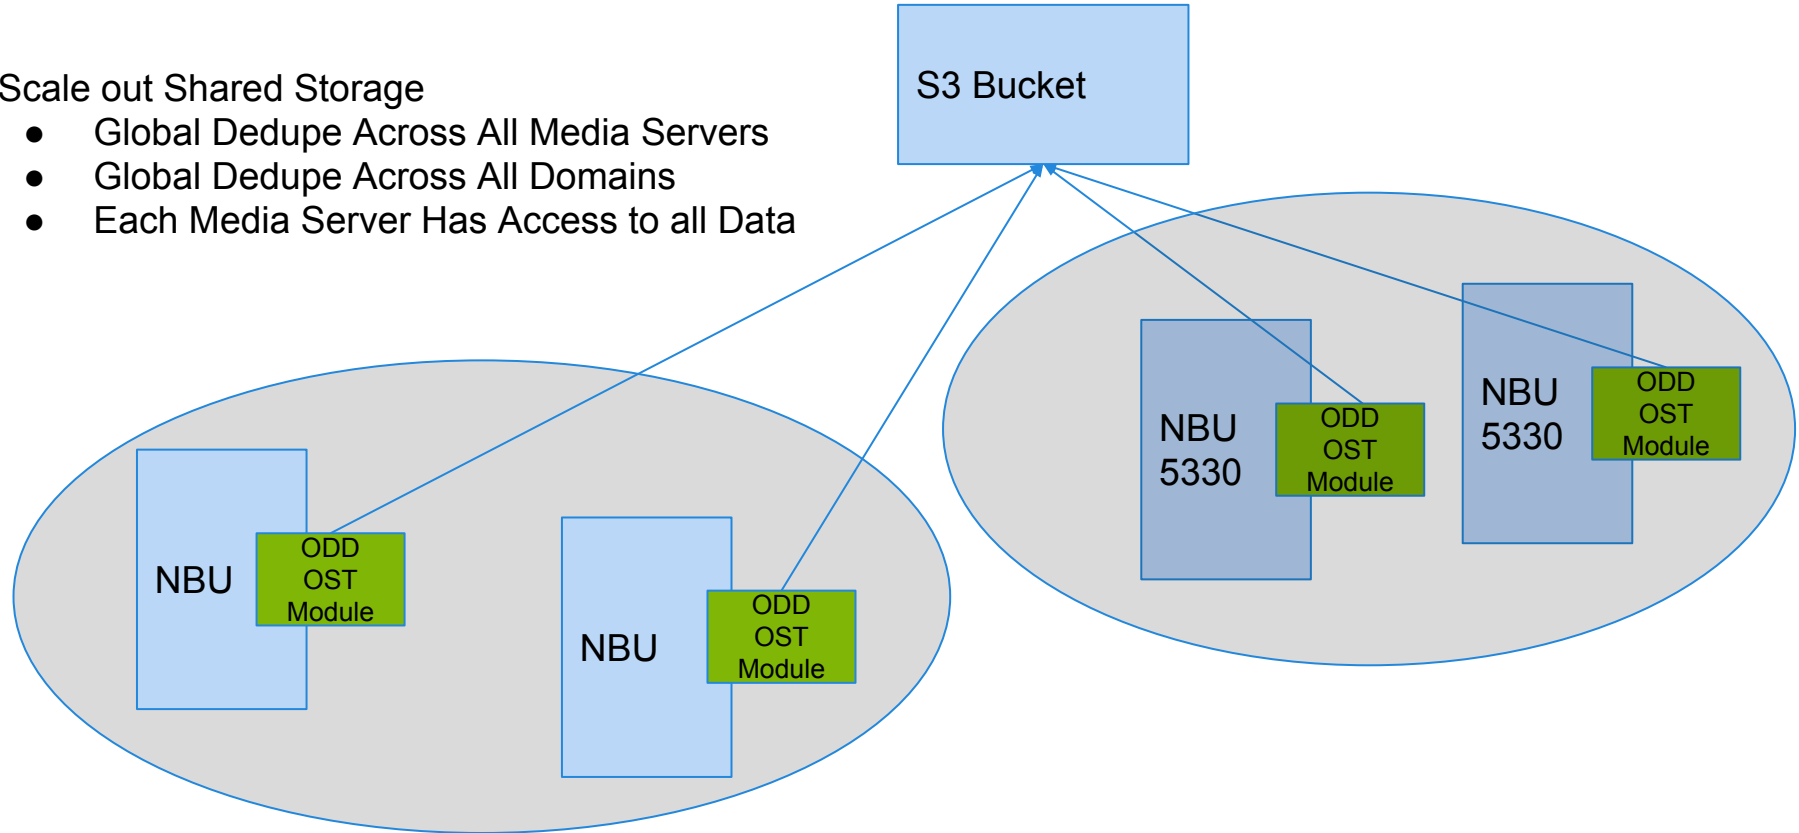 Scale out Shared Storage
● Global Dedupe Across All Media Servers
● Global Dedupe Across All Domains
● Each Media Server Has Access to all Data
S3 Bucket
NBU
ODD
OST
Module
NBU
ODD
OST
Module
NBU
5330
ODD
OST
Module
NBU
5330
ODD
OST
Module